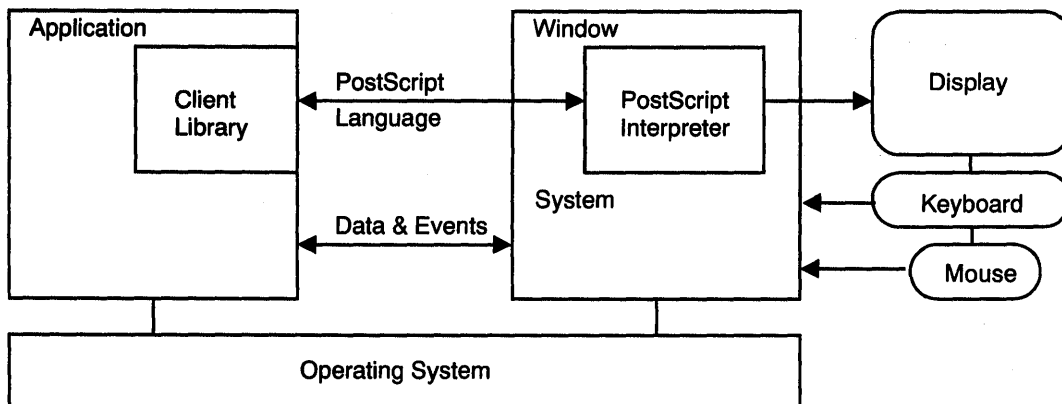 Application
Window
Client
Library
PostScript
Language
PostScript
Interpreter
Display
System
Keyboard
Data & Events
Mouse
Operating System